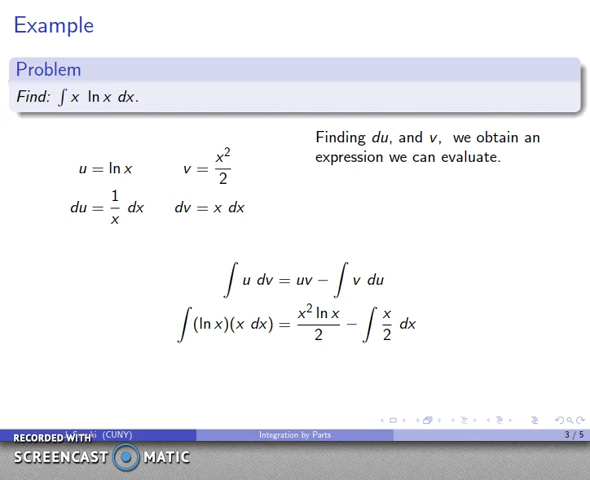 Example
Problem
Find: ∫ x ln x dx.
Finding du, and v, we obtain an
expression we can evaluate.
u = ln x v = x²/2
du = 1/x dx dv = x dx
∫ u dv = uv − ∫ v du
∫ (ln x)(x dx) = x² ln x/2 − ∫ x/2 dx
(CUNY) Integration by Parts 3 / 5
RECORDED WITH
SCREENCAST MATIC